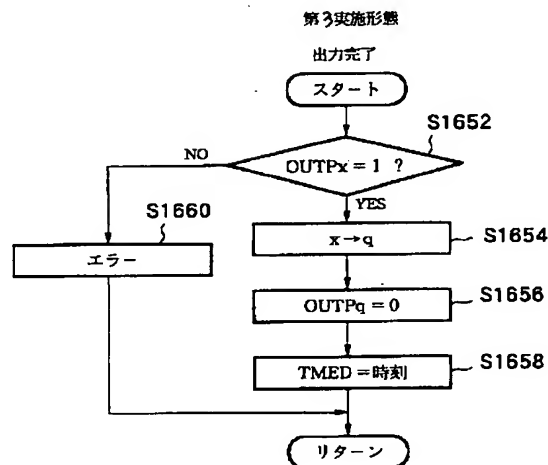 第3実施形態
出力完了
スタート
S1652
OUTPx = 1 ?
NO
YES
S1660
エラー
x→q
S1654
OUTPq = 0
S1656
TMED = 時刻
S1658
リターン